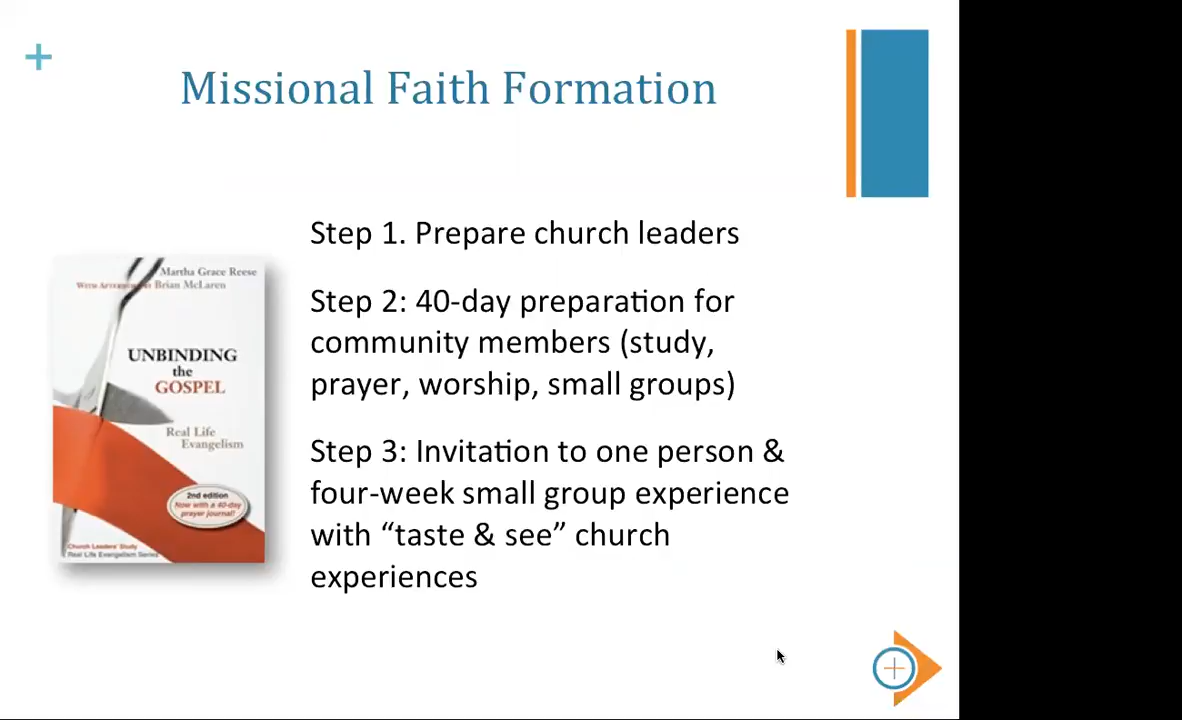 Missional Faith Formation
Step 1. Prepare church leaders
Step 2: 40-day preparation for
community members (study,
prayer, worship, small groups)
Step 3: Invitation to one person &
four-week small group experience
with “taste & see” church
experiences
Martha Grace Reese
With Afterword by Brian McLaren
UNBINDING
the
GOSPEL
Real Life
Evangelism
2nd edition
Now with a 40-day
prayer journal!
Church Leaders' Study
Real Life Evangelism Series